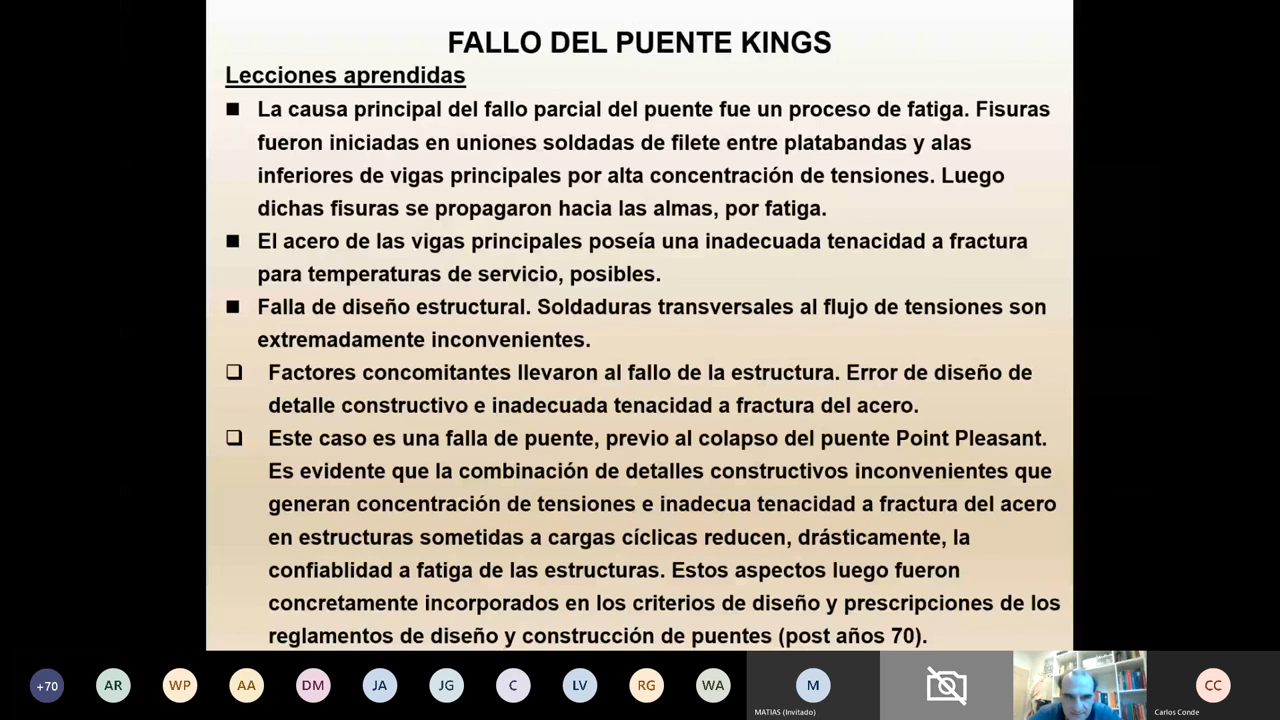 FALLO DEL PUENTE KINGS
Lecciones aprendidas
La causa principal del fallo parcial del puente fue un proceso de fatiga. Fisuras
fueron iniciadas en uniones soldadas de filete entre platabandas y alas
inferiores de vigas principales por alta concentración de tensiones. Luego
dichas fisuras se propagaron hacia las almas, por fatiga.
El acero de las vigas principales poseía una inadecuada tenacidad a fractura
para temperaturas de servicio, posibles.
Falla de diseño estructural. Soldaduras transversales al flujo de tensiones son
extremadamente inconvenientes.
Factores concomitantes llevaron al fallo de la estructura. Error de diseño de
detalle constructivo e inadecuada tenacidad a fractura del acero.
Este caso es una falla de puente, previo al colapso del puente Point Pleasant.
Es evidente que la combinación de detalles constructivos inconvenientes que
generan concentración de tensiones e inadecua tenacidad a fractura del acero
en estructuras sometidas a cargas cíclicas reducen, drásticamente, la
confiablidad a fatiga de las estructuras. Estos aspectos luego fueron
concretamente incorporados en los criterios de diseño y prescripciones de los
reglamentos de diseño y construcción de puentes (post años 70).
+70 AR WP AA DM JA JG C LV RG WA M CC
MATIAS (Invitado) Carlos Conde